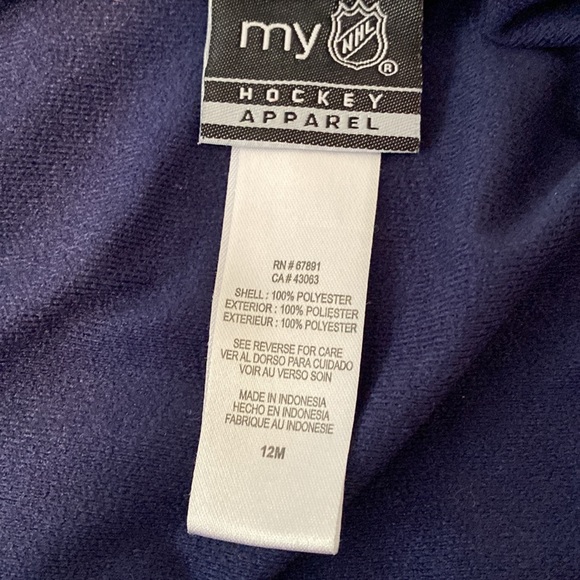 my NHL ®
HOCKEY
APPAREL
RN # 67891
CA # 43063
SHELL : 100% POLYESTER
EXTERIOR : 100% POLIESTER
EXTERIEUR : 100% POLYESTER
SEE REVERSE FOR CARE
VER AL DORSO PARA CUIDADO
VOIR AU VERSO SOIN
MADE IN INDONESIA
HECHO EN INDONESIA
FABRIQUE AU INDONESIE
12M